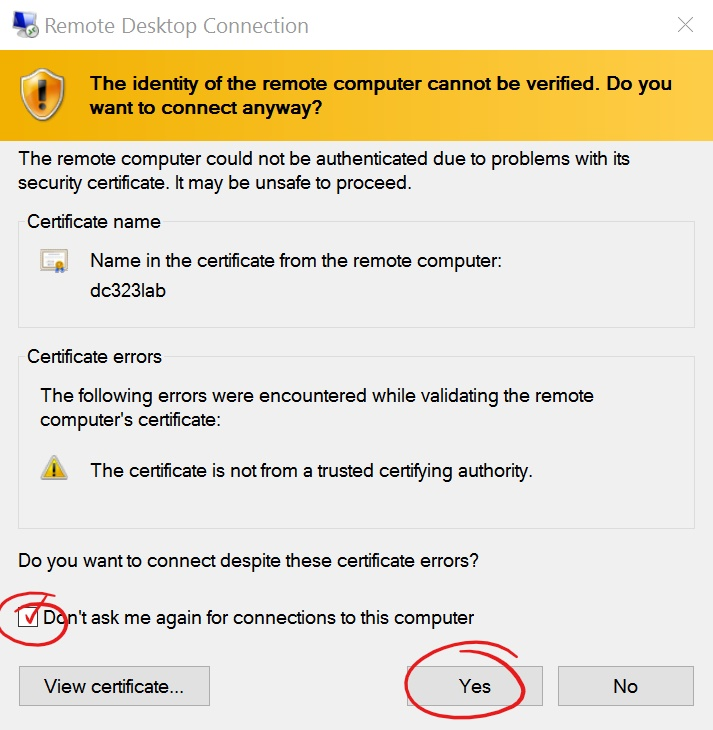 Remote Desktop Connection
The identity of the remote computer cannot be verified. Do you
want to connect anyway?
The remote computer could not be authenticated due to problems with its
security certificate. It may be unsafe to proceed.
Certificate name
Name in the certificate from the remote computer:
dc323lab
Certificate errors
The following errors were encountered while validating the remote
computer's certificate:
The certificate is not from a trusted certifying authority.
Do you want to connect despite these certificate errors?
Don't ask me again for connections to this computer
View certificate... Yes No